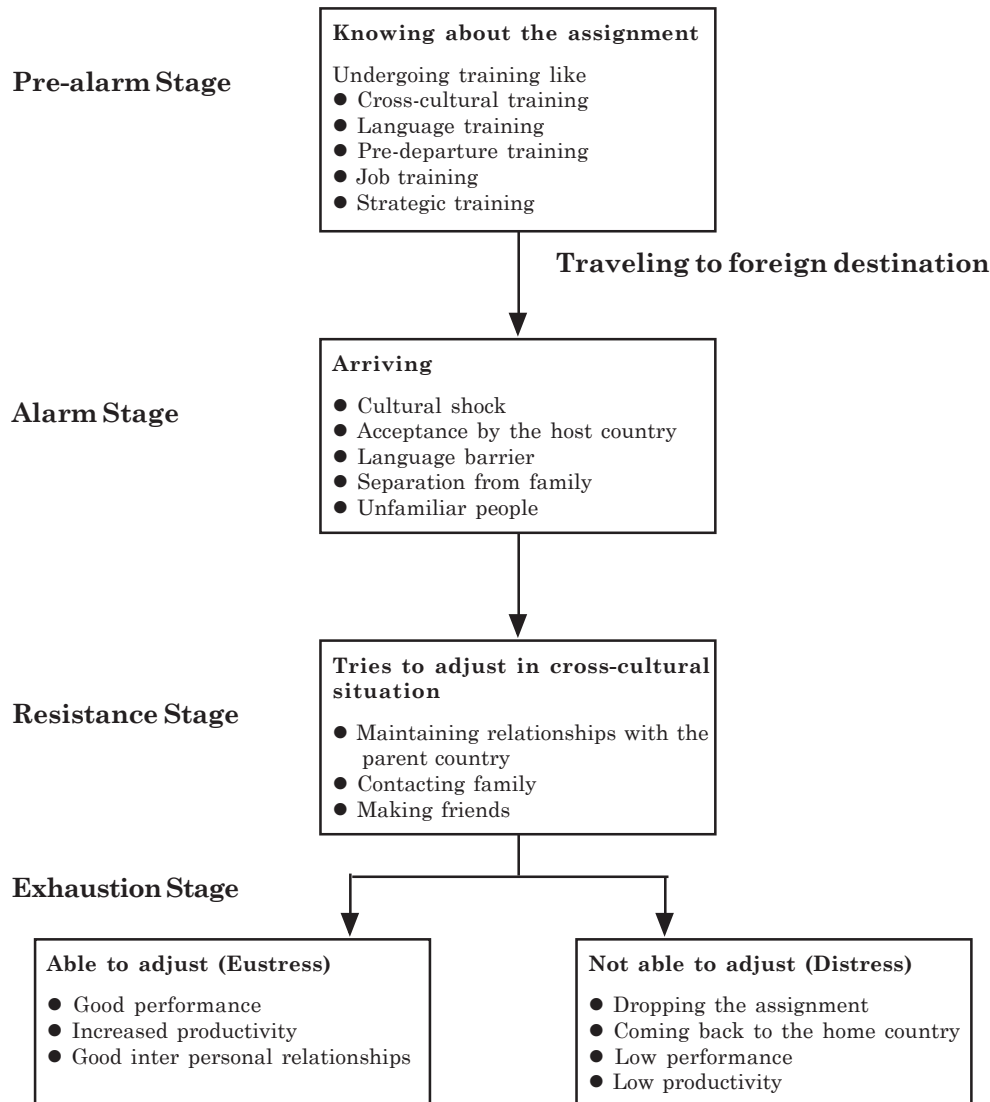 Pre-alarm Stage
Knowing about the assignment
Undergoing training like
● Cross-cultural training
● Language training
● Pre-departure training
● Job training
● Strategic training
Traveling to foreign destination
Alarm Stage
Arriving
● Cultural shock
● Acceptance by the host country
● Language barrier
● Separation from family
● Unfamiliar people
Resistance Stage
Tries to adjust in cross-cultural
situation
● Maintaining relationships with the
parent country
● Contacting family
● Making friends
Exhaustion Stage
Able to adjust (Eustress)
● Good performance
● Increased productivity
● Good inter personal relationships
Not able to adjust (Distress)
● Dropping the assignment
● Coming back to the home country
● Low performance
● Low productivity